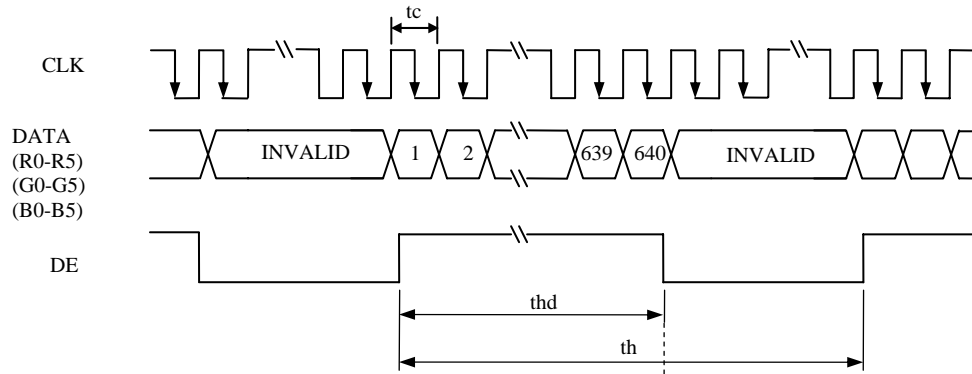 tc
CLK
DATA
(R0-R5)
(G0-G5)
(B0-B5)
INVALID 1 2 639 640 INVALID
DE
thd
th